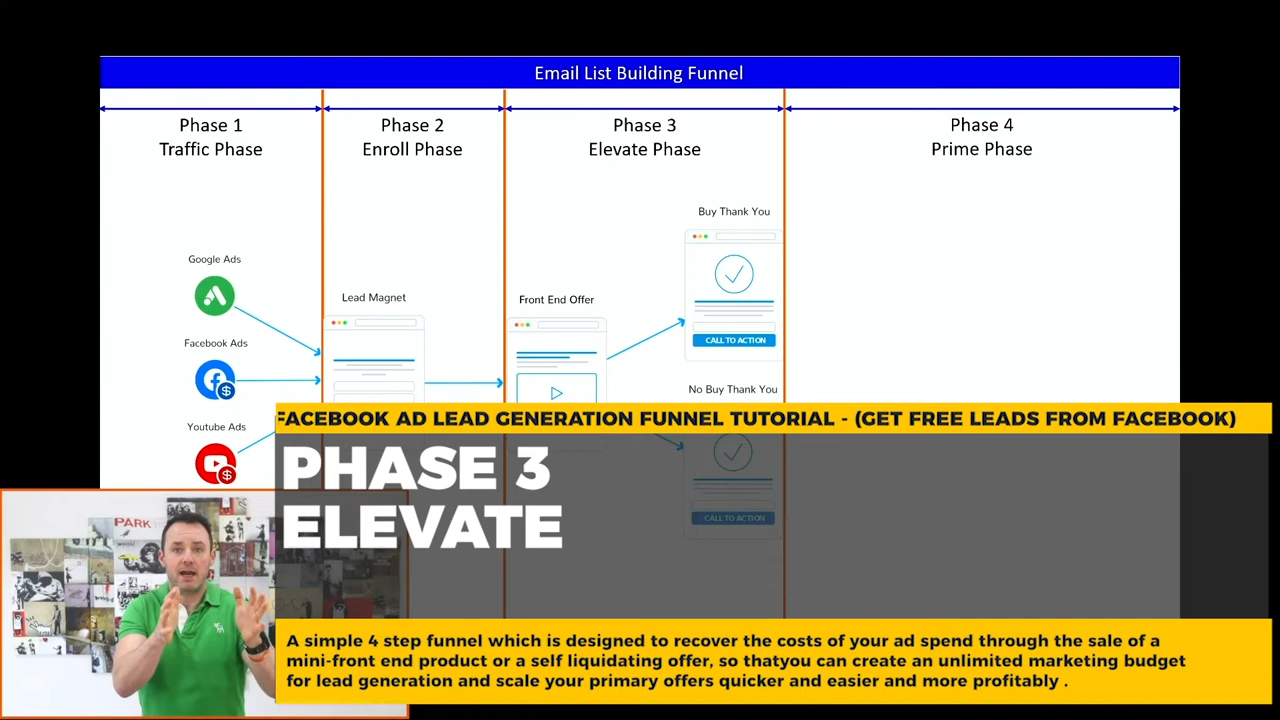 Email List Building Funnel
Phase 1
Traffic Phase
Phase 2
Enroll Phase
Phase 3
Elevate Phase
Phase 4
Prime Phase
Buy Thank You
Google Ads
Lead Magnet
Front End Offer
CALL TO ACTION
Facebook Ads
No Buy Thank You
FACEBOOK AD LEAD GENERATION FUNNEL TUTORIAL - (GET FREE LEADS FROM FACEBOOK)
Youtube Ads
PHASE 3
ELEVATE
CALL TO ACTION
PARK
A simple 4 step funnel which is designed to recover the costs of your ad spend through the sale of a
mini-front end product or a self liquidating offer, so thatyou can create an unlimited marketing budget
for lead generation and scale your primary offers quicker and easier and more profitably .